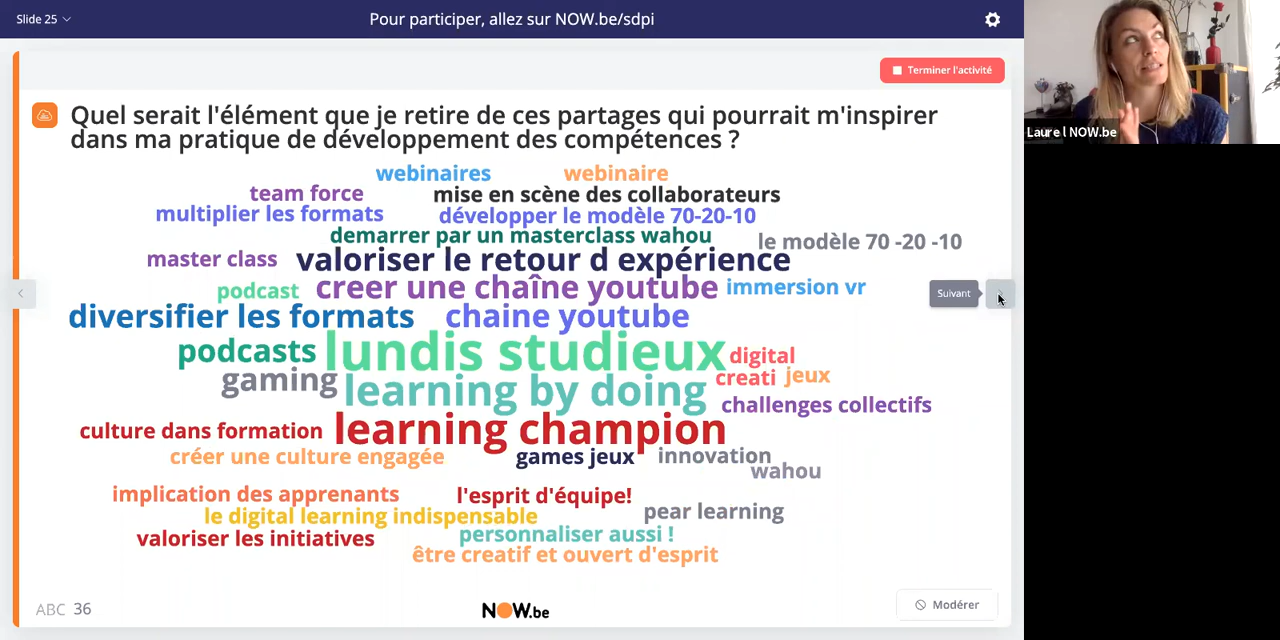 Slide 25
Pour participer, allez sur NOW.be/sdpi
Terminer l'activité
Quel serait l'élément que je retire de ces partages qui pourrait m'inspirer
dans ma pratique de développement des compétences ?
webinaires webinaire
team force mise en scène des collaborateurs
multiplier les formats développer le modèle 70-20-10
demarrer par un masterclass wahou le modèle 70 -20 -10
master class valoriser le retour d expérience
podcast creer une chaîne youtube immersion vr
Suivant
diversifier les formats chaine youtube
podcasts lundis studieux digital
gaming learning by doing creati jeux
challenges collectifs
culture dans formation learning champion
créer une culture engagée games jeux innovation
wahou
implication des apprenants l'esprit d'équipe!
le digital learning indispensable pear learning
valoriser les initiatives personnaliser aussi !
être creatif et ouvert d'esprit
ABC 36
NOW.be
Modérer
Laure l NOW.be